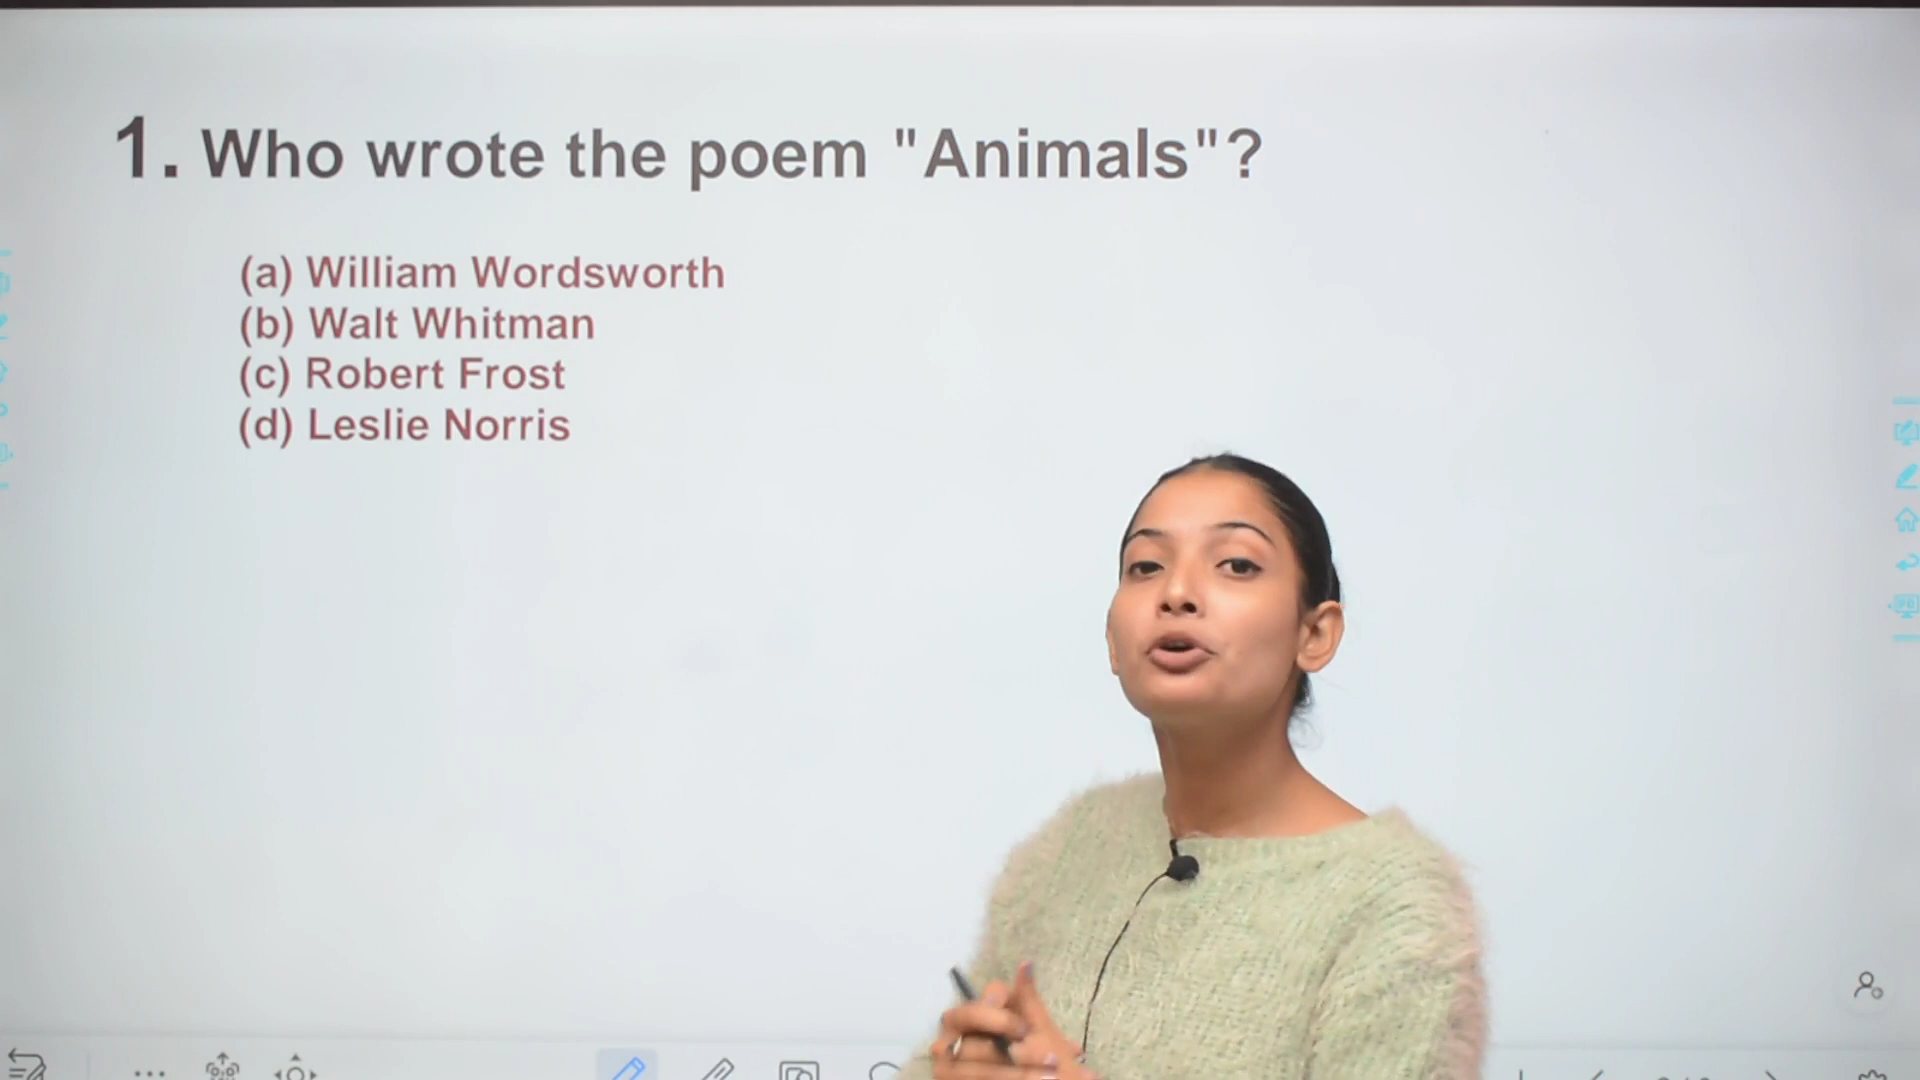 1. Who wrote the poem "Animals"?
(a) William Wordsworth
(b) Walt Whitman
(c) Robert Frost
(d) Leslie Norris